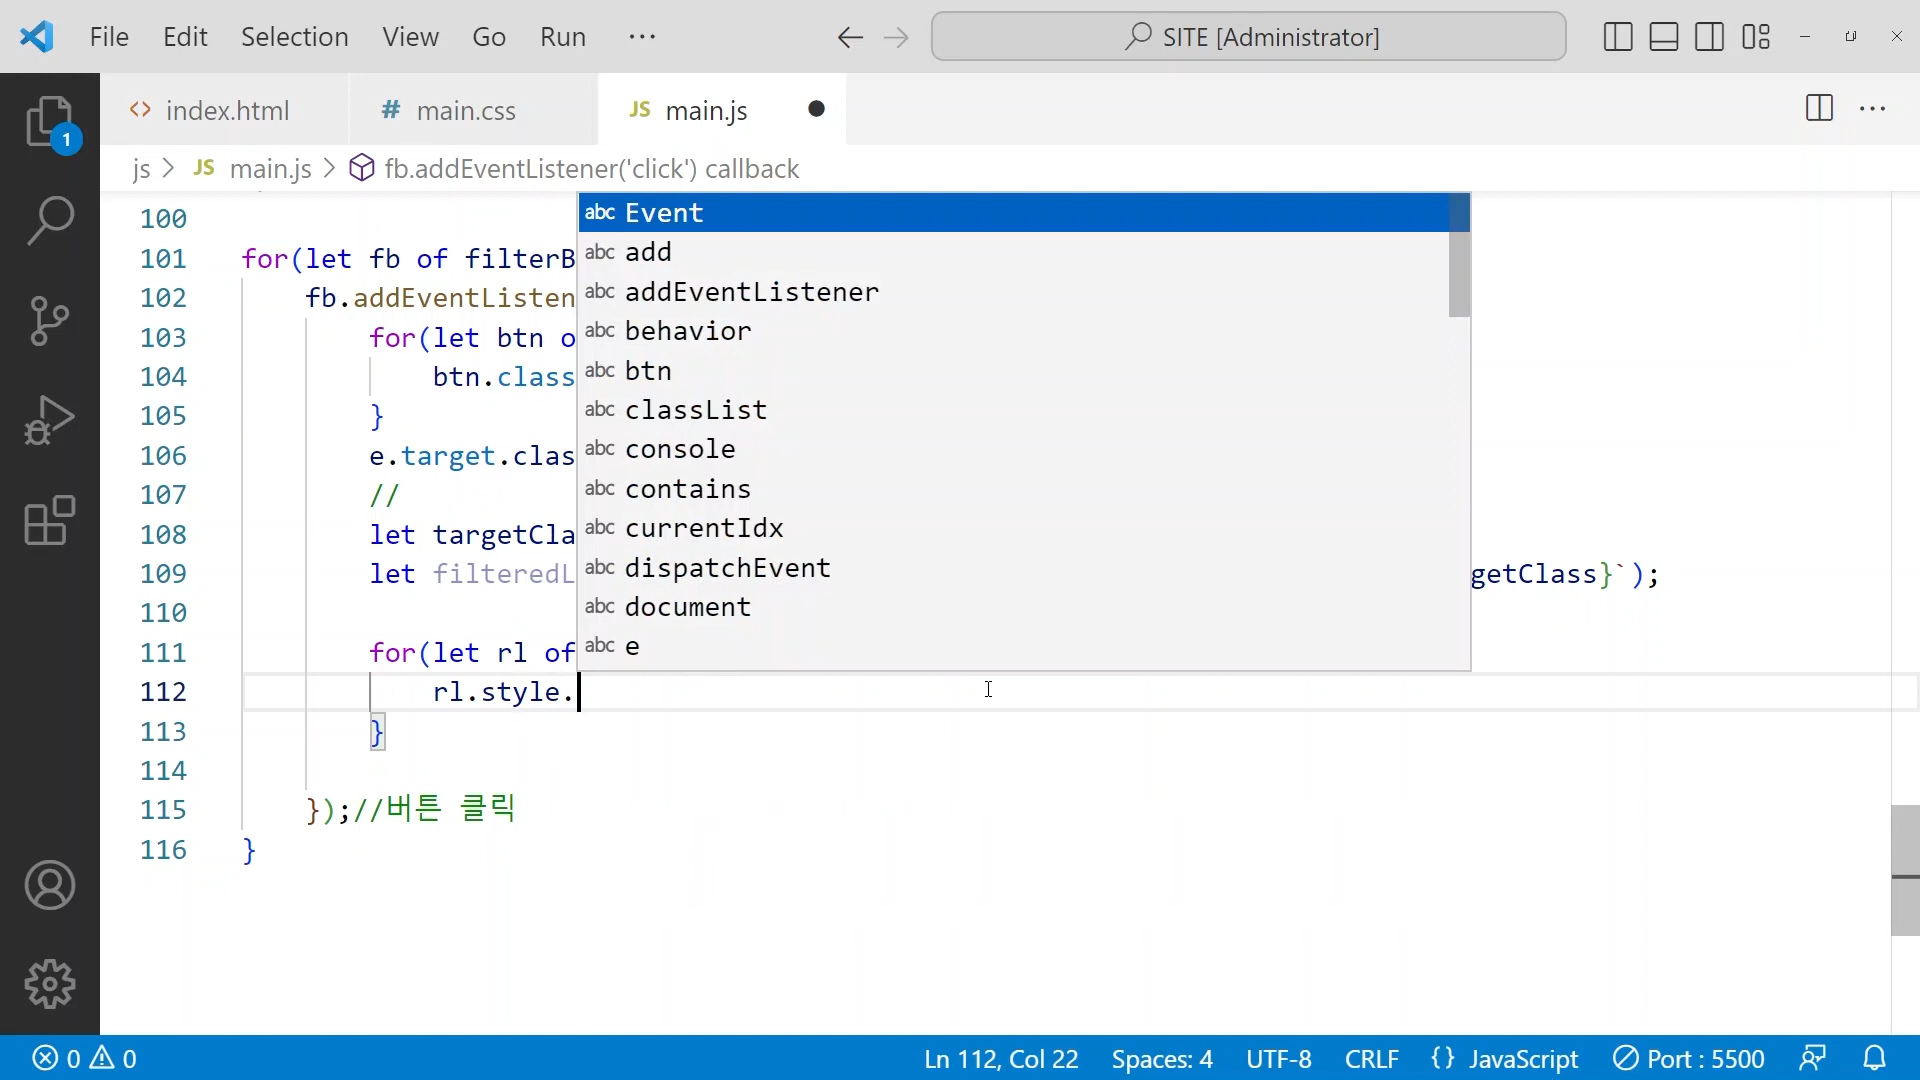 File Edit Selection View Go Run ···
SITE [Administrator]
<> index.html
# main.css
JS main.js
js > JS main.js > fb.addEventListener('click') callback
1
100
101 for(let fb of filterB
102 fb.addEventListen
103 for(let btn o
104 btn.class
105 }
106 e.target.clas
107 //
108 let targetCla
109 let filteredL getClass}`);
110
111 for(let rl of
112 rl.style.
113 }
114
115 });//버튼 클릭
116 }
abc Event
abc add
abc addEventListener
abc behavior
abc btn
abc classList
abc console
abc contains
abc currentIdx
abc dispatchEvent
abc document
abc e
0 0 Ln 112, Col 22 Spaces: 4 UTF-8 CRLF {} JavaScript Port : 5500